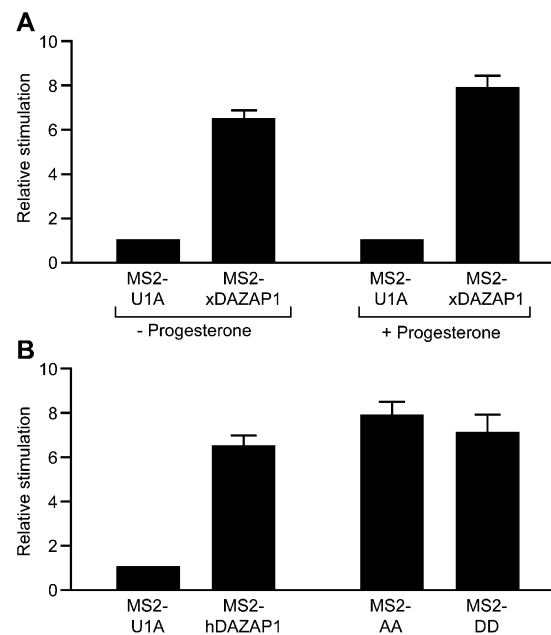 A
Relative stimulation
10
8
6
4
2
0
MS2-
U1A
MS2-
xDAZAP1
MS2-
U1A
MS2-
xDAZAP1
- Progesterone
+ Progesterone
B
Relative stimulation
10
8
6
4
2
0
MS2-
U1A
MS2-
hDAZAP1
MS2-
AA
MS2-
DD